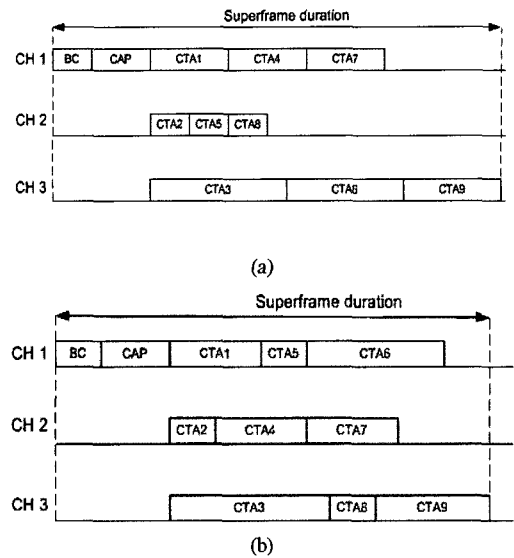 Superframe duration
CH 1 BC CAP CTA1 CTA4 CTA7
CH 2 CTA2 CTA5 CTA8
CH 3 CTA3 CTA6 CTA9
(a)
Superframe duration
CH 1 BC CAP CTA1 CTA5 CTA6
CH 2 CTA2 CTA4 CTA7
CH 3 CTA3 CTA8 CTA9
(b)